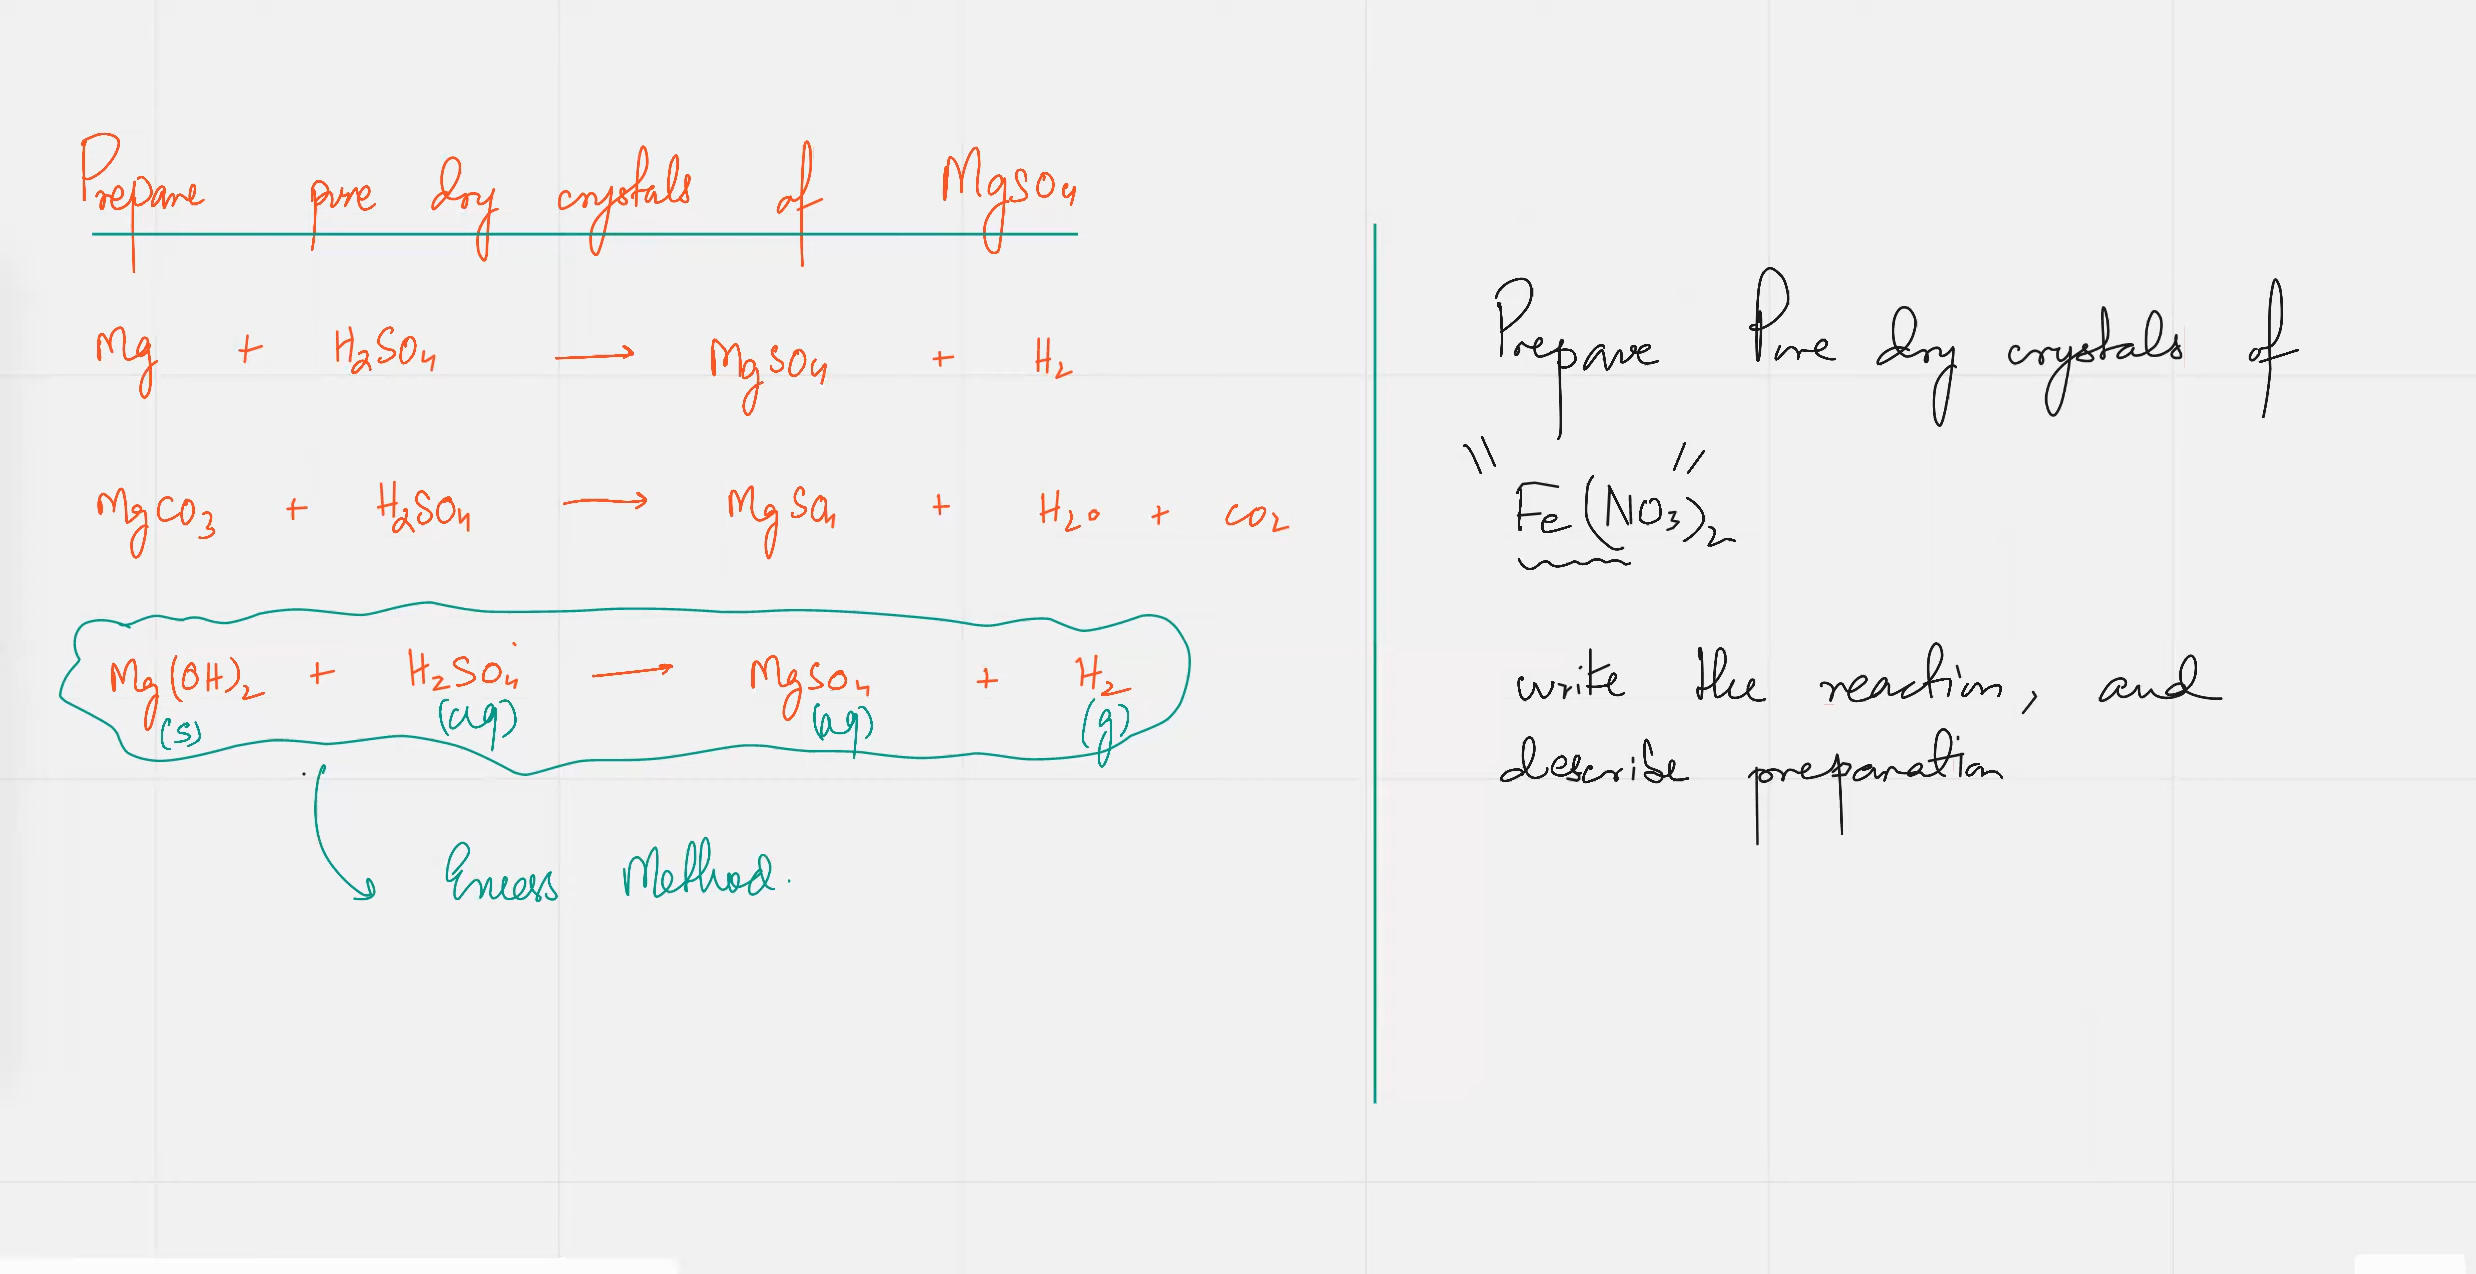 Prepare pure dry crystals of MgSO4
Mg + H2SO4 → MgSO4 + H2
MgCO3 + H2SO4 → MgSO4 + H2O + CO2
Mg(OH)2 + H2SO4 → MgSO4 + H2
(s) (aq) (aq) (g)
Excess Method.
Prepare Pure dry crystals of
"Fe(NO3)2"
write the reaction, and
describe preparation